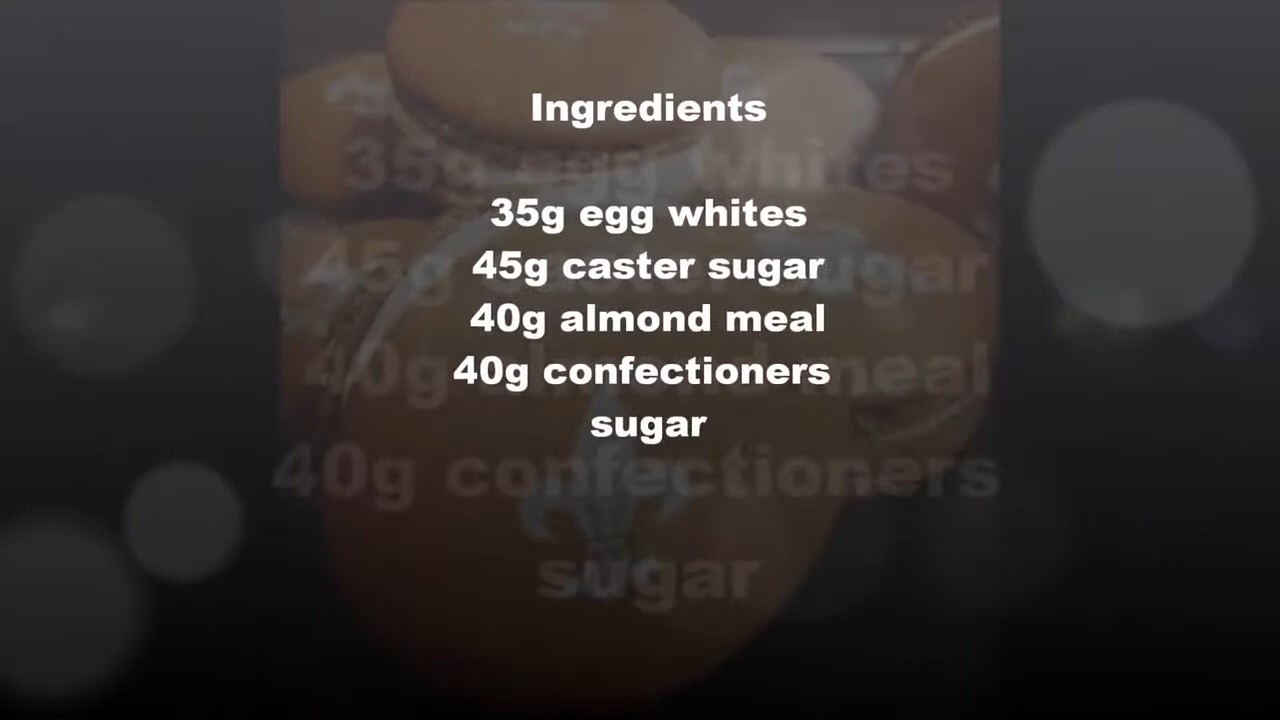 Ingredients
35g egg whites
45g caster sugar
40g almond meal
40g confectioners
sugar